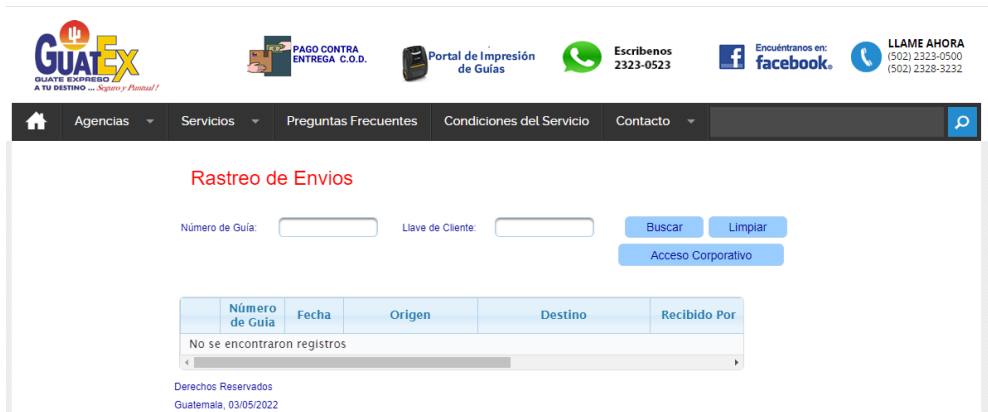 GUATEX
GUATE EXPRESO
A TU DESTINO ... Seguro y Puntual!
PAGO CONTRA
ENTREGA C.O.D.
Portal de Impresión
de Guías
Escríbenos
2323-0523
Encuéntranos en:
facebook.
LLAME AHORA
(502) 2323-0500
(502) 2328-3232
Agencias
Servicios
Preguntas Frecuentes
Condiciones del Servicio
Contacto
Rastreo de Envios
Número de Guía:
Llave de Cliente:
Buscar
Limpiar
Acceso Corporativo
Número
de Guia
Fecha
Origen
Destino
Recibido Por
No se encontraron registros
Derechos Reservados
Guatemala, 03/05/2022